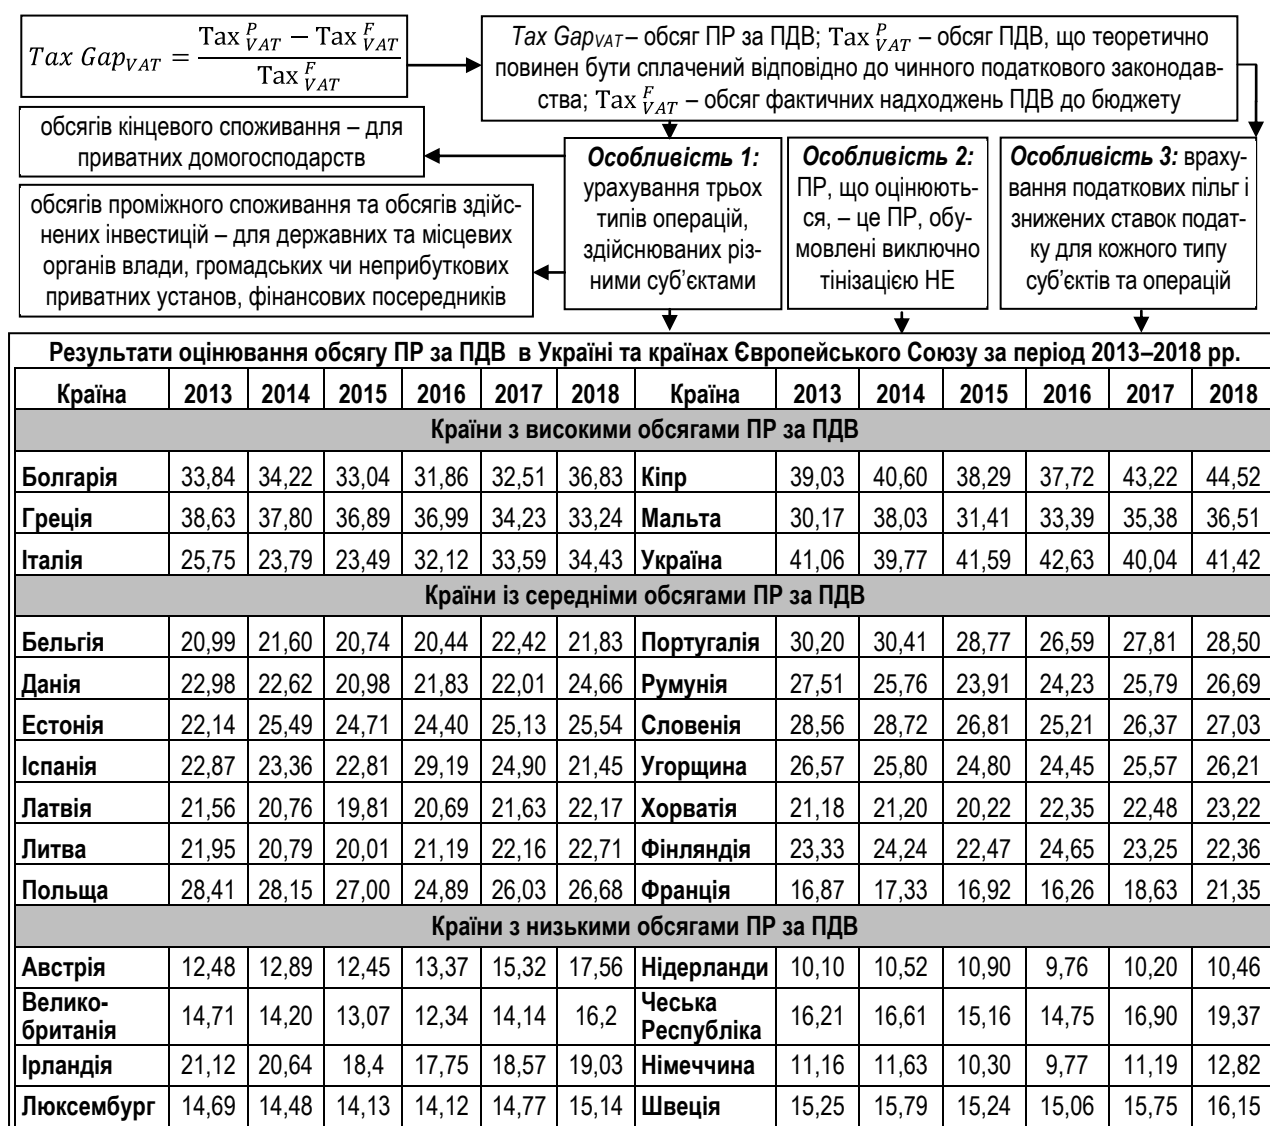 Tax Gap_VAT = (Tax^P_VAT − Tax^F_VAT) / Tax^F_VAT
Tax Gap_VAT – обсяг ПР за ПДВ; Tax^P_VAT – обсяг ПДВ, що теоретично
повинен бути сплачений відповідно до чинного податкового законодав-
ства; Tax^F_VAT – обсяг фактичних надходжень ПДВ до бюджету
обсягів кінцевого споживання – для
приватних домогосподарств
обсягів проміжного споживання та обсягів здійс-
нених інвестицій – для державних та місцевих
органів влади, громадських чи неприбуткових
приватних установ, фінансових посередників
Особливість 1:
урахування трьох
типів операцій,
здійснюваних різ-
ними суб’єктами
Особливість 2:
ПР, що оцінюють-
ся, – це ПР, обу-
мовлені виключно
тінізацією НЕ
Особливість 3: враху-
вання податкових пільг і
знижених ставок подат-
ку для кожного типу
суб’єктів та операцій
Результати оцінювання обсягу ПР за ПДВ в Україні та країнах Європейського Союзу за період 2013–2018 рр.
Країна 2013 2014 2015 2016 2017 2018 Країна 2013 2014 2015 2016 2017 2018
Країни з високими обсягами ПР за ПДВ
Болгарія 33,84 34,22 33,04 31,86 32,51 36,83 Кіпр 39,03 40,60 38,29 37,72 43,22 44,52
Греція 38,63 37,80 36,89 36,99 34,23 33,24 Мальта 30,17 38,03 31,41 33,39 35,38 36,51
Італія 25,75 23,79 23,49 32,12 33,59 34,43 Україна 41,06 39,77 41,59 42,63 40,04 41,42
Країни із середніми обсягами ПР за ПДВ
Бельгія 20,99 21,60 20,74 20,44 22,42 21,83 Португалія 30,20 30,41 28,77 26,59 27,81 28,50
Данія 22,98 22,62 20,98 21,83 22,01 24,66 Румунія 27,51 25,76 23,91 24,23 25,79 26,69
Естонія 22,14 25,49 24,71 24,40 25,13 25,54 Словенія 28,56 28,72 26,81 25,21 26,37 27,03
Іспанія 22,87 23,36 22,81 29,19 24,90 21,45 Угорщина 26,57 25,80 24,80 24,45 25,57 26,21
Латвія 21,56 20,76 19,81 20,69 21,63 22,17 Хорватія 21,18 21,20 20,22 22,35 22,48 23,22
Литва 21,95 20,79 20,01 21,19 22,16 22,71 Фінляндія 23,33 24,24 22,47 24,65 23,25 22,36
Польща 28,41 28,15 27,00 24,89 26,03 26,68 Франція 16,87 17,33 16,92 16,26 18,63 21,35
Країни з низькими обсягами ПР за ПДВ
Австрія 12,48 12,89 12,45 13,37 15,32 17,56 Нідерланди 10,10 10,52 10,90 9,76 10,20 10,46
Велико-
британія 14,71 14,20 13,07 12,34 14,14 16,2 Чеська
Республіка 16,21 16,61 15,16 14,75 16,90 19,37
Ірландія 21,12 20,64 18,4 17,75 18,57 19,03 Німеччина 11,16 11,63 10,30 9,77 11,19 12,82
Люксембург 14,69 14,48 14,13 14,12 14,77 15,14 Швеція 15,25 15,79 15,24 15,06 15,75 16,15